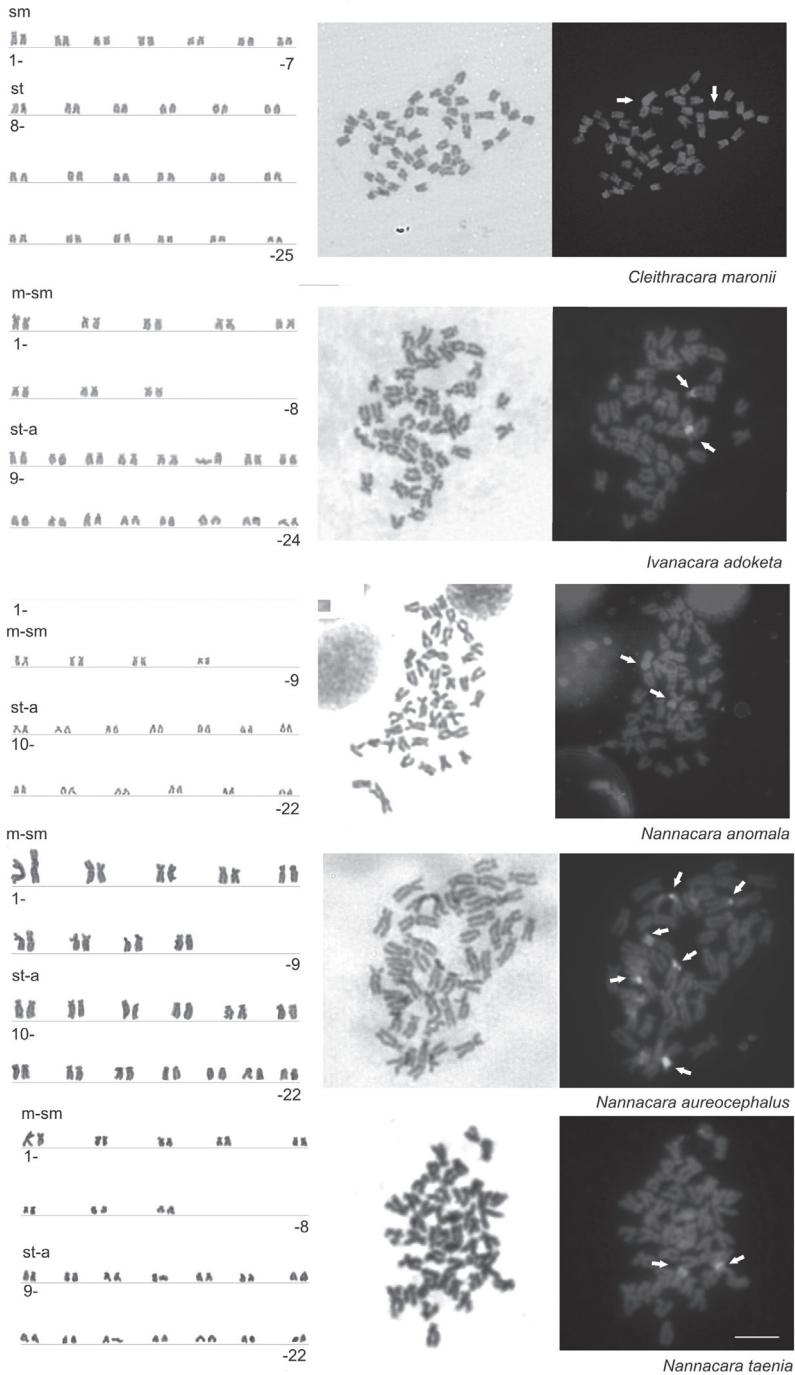 sm
1-
-7
st
8-
-25
Cleithracara maronii
m-sm
1-
-8
st-a
9-
-24
Ivanacara adoketa
1-
m-sm
-9
st-a
10-
-22
Nannacara anomala
m-sm
1-
-9
st-a
10-
-22
Nannacara aureocephalus
m-sm
1-
-8
st-a
9-
-22
Nannacara taenia